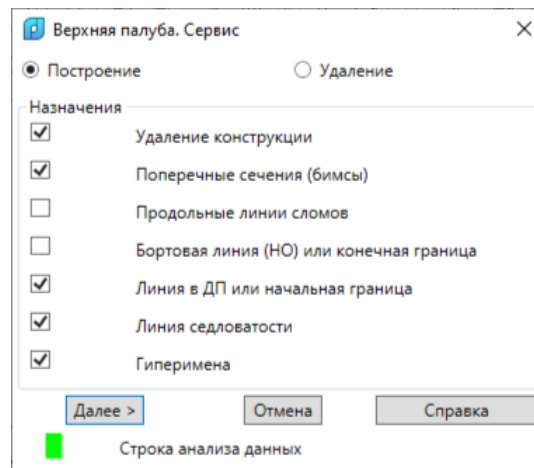 Верхняя палуба. Сервис
Построение Удаление
Назначения
Удаление конструкции
Поперечные сечения (бимсы)
Продольные линии сломов
Бортовая линия (НО) или конечная граница
Линия в ДП или начальная граница
Линия седловатости
Гиперимена
Далее > Отмена Справка
Строка анализа данных